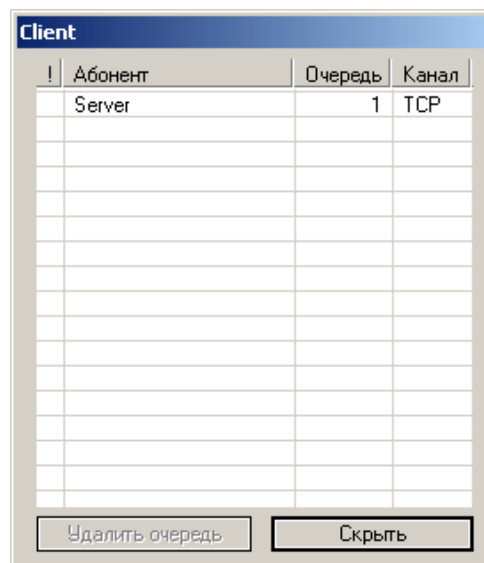 Client
! Абонент Очередь Канал
Server 1 TCP
Удалить очередь Скрыть